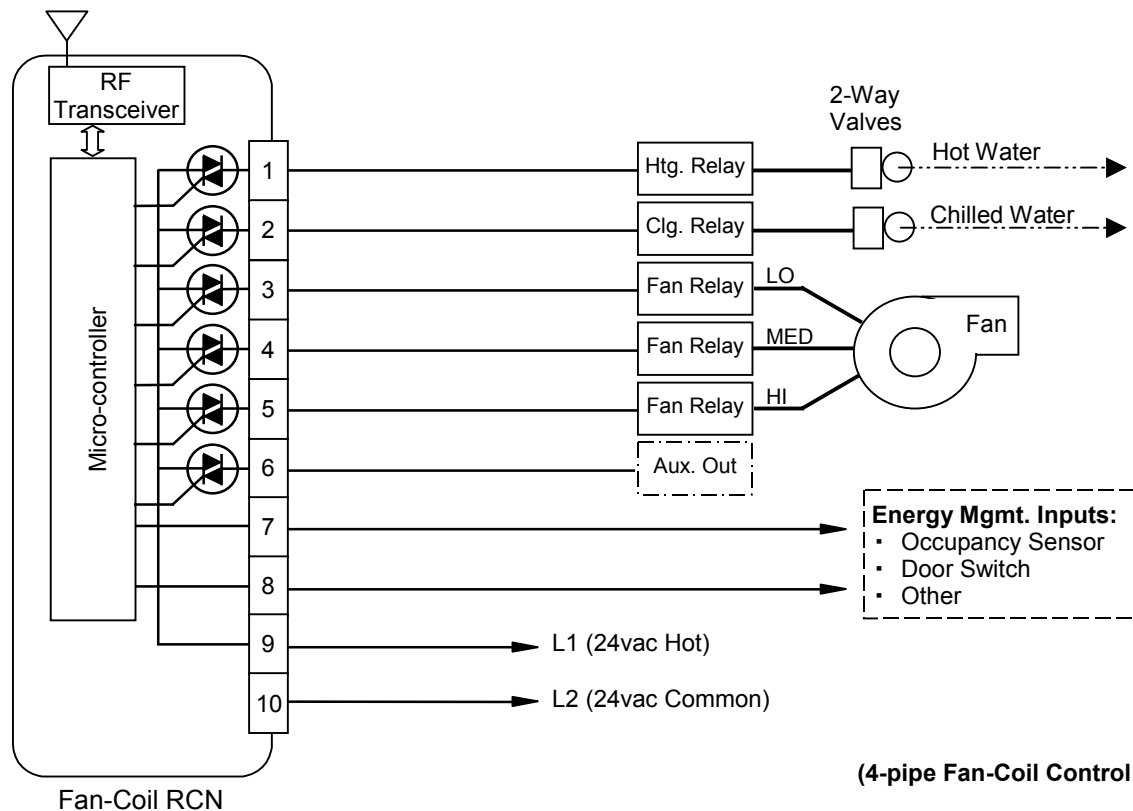 RF
Transceiver
Micro-controller
1
2
3
4
5
6
7
8
9
10
Htg. Relay
Clg. Relay
Fan Relay
Fan Relay
Fan Relay
Aux. Out
LO
MED
HI
2-Way
Valves
Hot Water
Chilled Water
Fan
Energy Mgmt. Inputs:
▪ Occupancy Sensor
▪ Door Switch
▪ Other
L1 (24vac Hot)
L2 (24vac Common)
(4-pipe Fan-Coil Control
Fan-Coil RCN